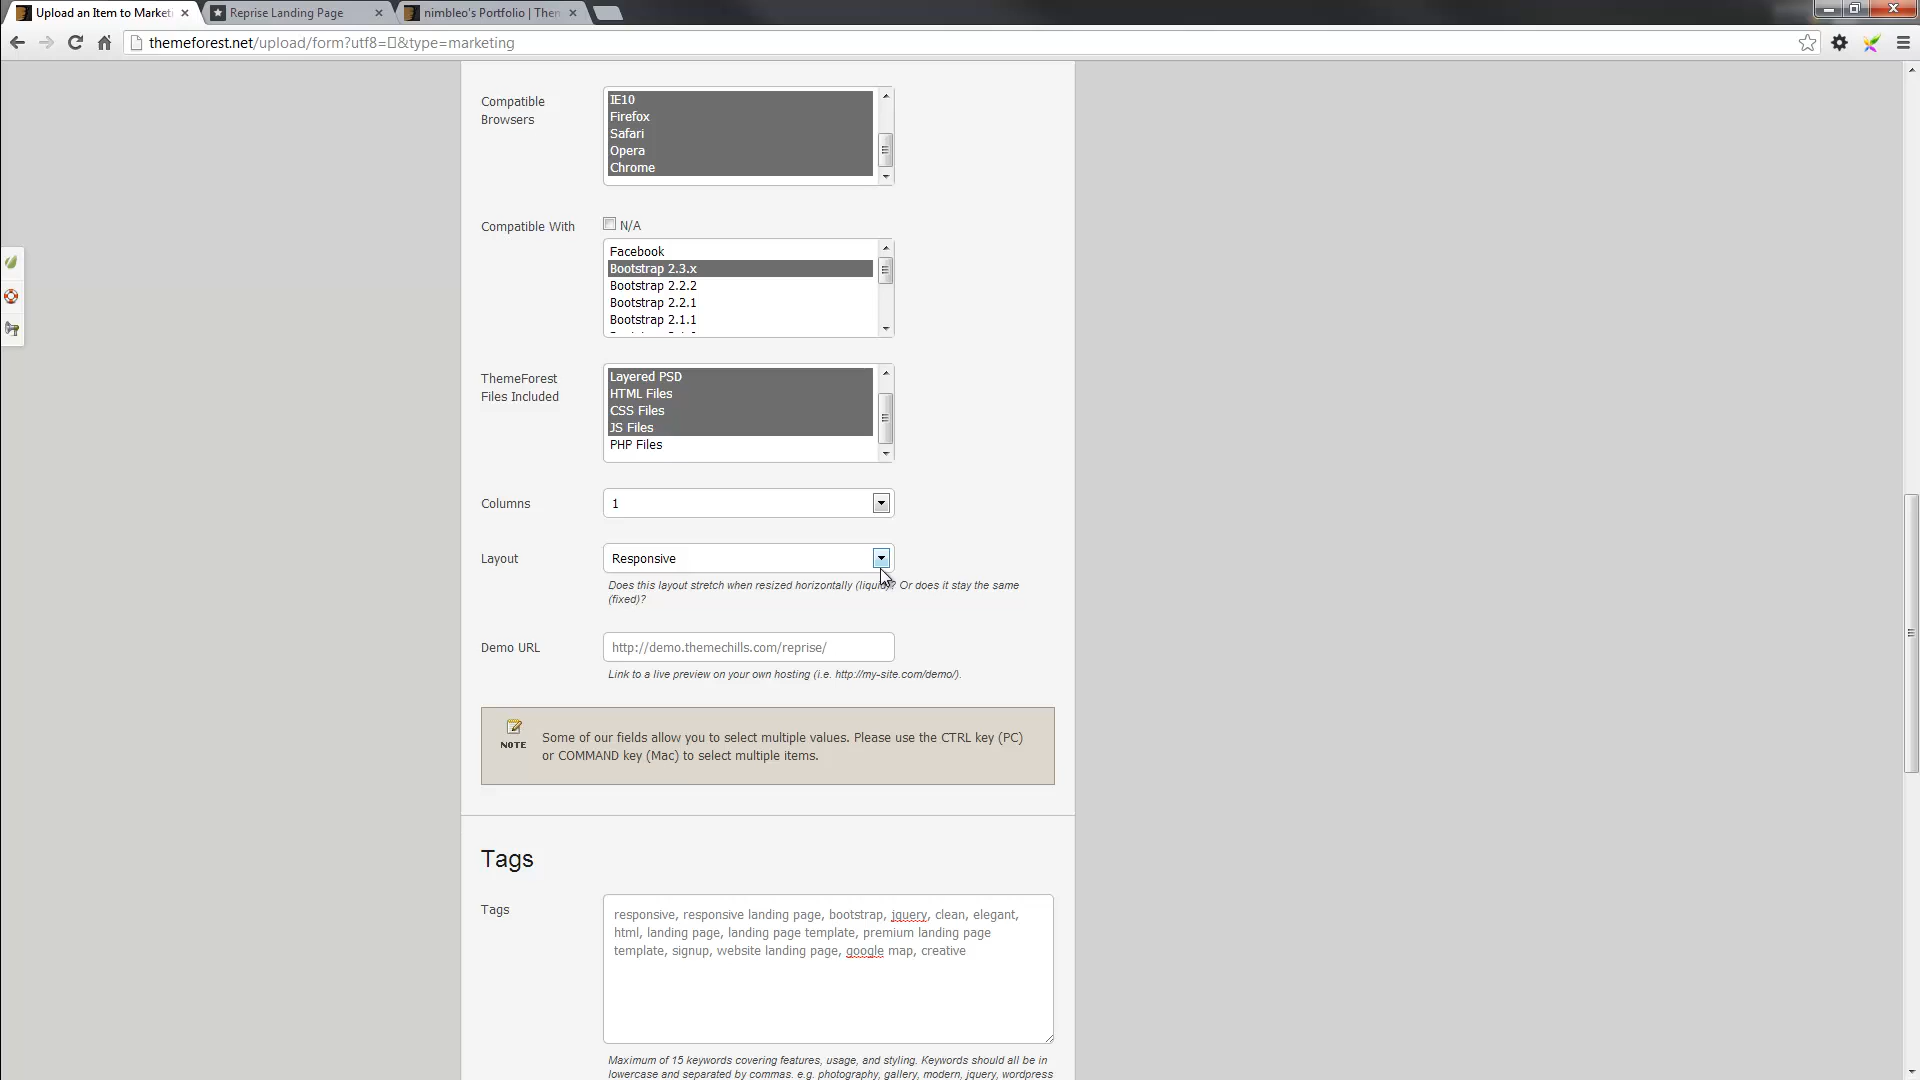 Upload an Item to Marketi
Reprise Landing Page
nimbleo's Portfolio | Them
themeforest.net/upload/form?utf8=▯&type=marketing
Compatible
Browsers
IE10
Firefox
Safari
Opera
Chrome
Compatible With
N/A
Facebook
Bootstrap 2.3.x
Bootstrap 2.2.2
Bootstrap 2.2.1
Bootstrap 2.1.1
ThemeForest
Files Included
Layered PSD
HTML Files
CSS Files
JS Files
PHP Files
Columns
1
Layout
Responsive
Does this layout stretch when resized horizontally (liquid)? Or does it stay the same
(fixed)?
Demo URL
http://demo.themechills.com/reprise/
Link to a live preview on your own hosting (i.e. http://my-site.com/demo/).
NOTE
Some of our fields allow you to select multiple values. Please use the CTRL key (PC)
or COMMAND key (Mac) to select multiple items.
Tags
Tags
responsive, responsive landing page, bootstrap, jquery, clean, elegant,
html, landing page, landing page template, premium landing page
template, signup, website landing page, google map, creative
Maximum of 15 keywords covering features, usage, and styling. Keywords should all be in
lowercase and separated by commas. e.g. photography, gallery, modern, jquery, wordpress